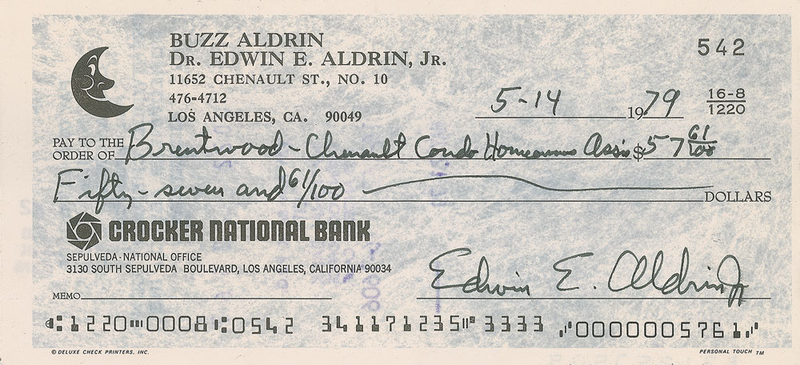 BUZZ ALDRIN
DR. EDWIN E. ALDRIN, JR.
542
11652 CHENAULT ST., NO. 10
476-4712
LOS ANGELES, CA. 90049
5-14 1979
16-8
1220
PAY TO THE
ORDER OF Brentwood-Chenault Condo Homeowners Ass'n $57 61/100
Fifty-seven and 61/100 DOLLARS
CROCKER NATIONAL BANK
SEPULVEDA-NATIONAL OFFICE
3130 SOUTH SEPULVEDA BOULEVARD, LOS ANGELES, CALIFORNIA 90034
Edwin E. Aldrin Jr
MEMO
⑆1220⑉0008⑆0542 341171235⑈ 3333 ⑈0000005761⑈
© DELUXE CHECK PRINTERS, INC.
PERSONAL TOUCH TM